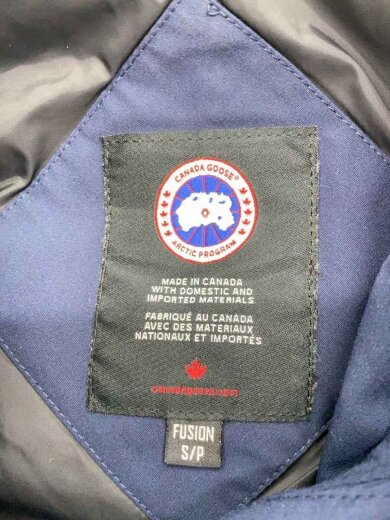 CANADA GOOSE®
ARCTIC PROGRAM
MADE IN CANADA
WITH DOMESTIC AND
IMPORTED MATERIALS
FABRIQUÉ AU CANADA
AVEC DES MATERIAUX
NATIONAUX ET IMPORTÉS
canadagoose.com
FUSION
S/P